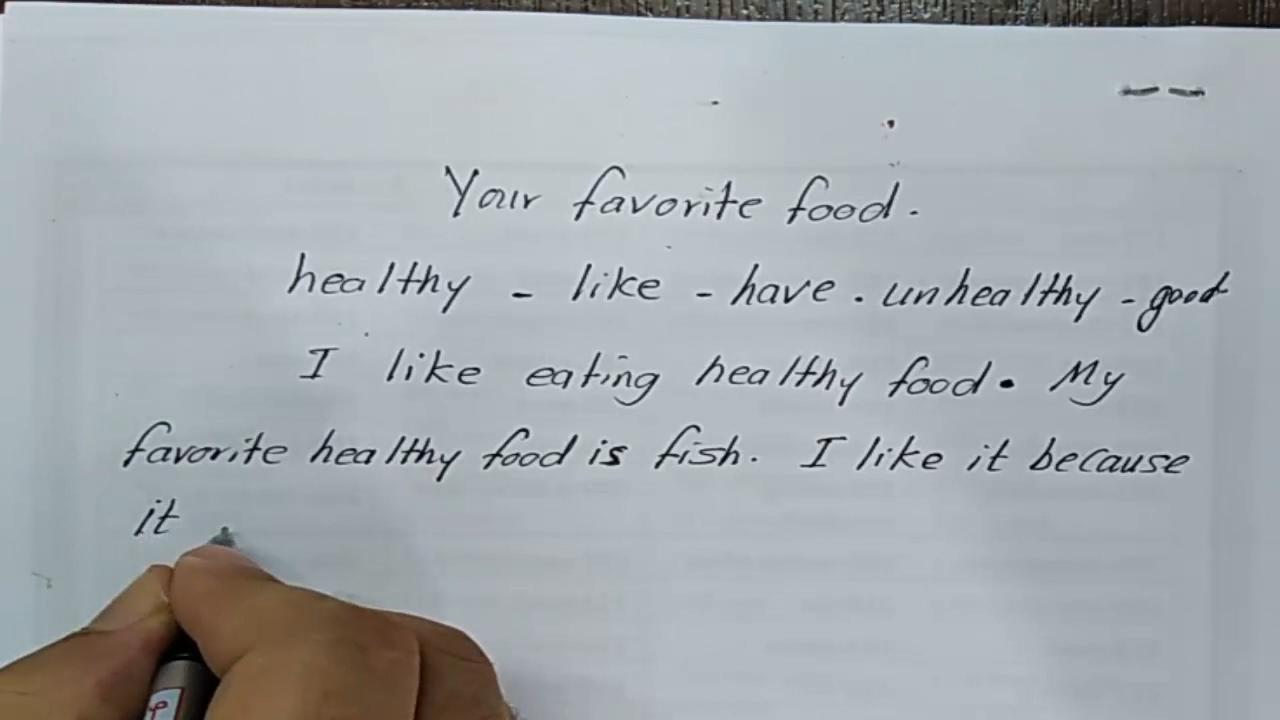 Your favorite food.
healthy - like - have . unhealthy - good
I like eating healthy food. My
favorite healthy food is fish. I like it because
it